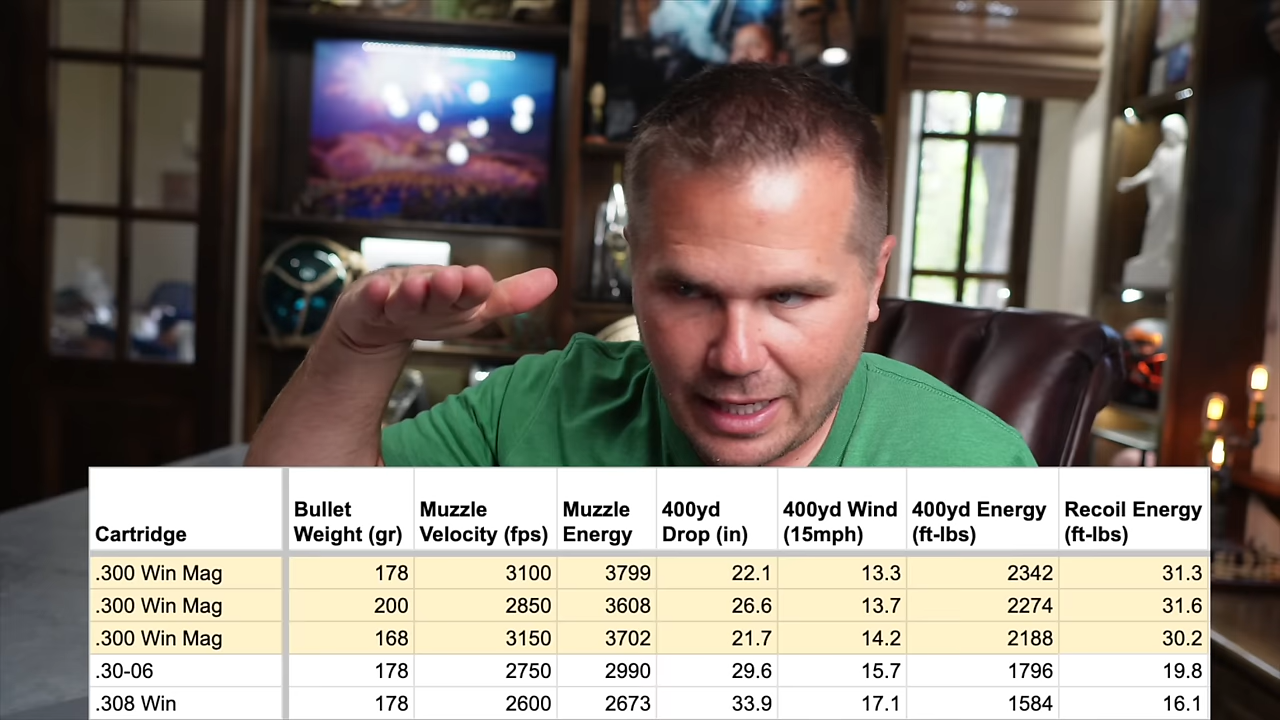 Cartridge Bullet Weight (gr) Muzzle Velocity (fps) Muzzle Energy 400yd Drop (in) 400yd Wind (15mph) 400yd Energy (ft-lbs) Recoil Energy (ft-lbs)
.300 Win Mag 178 3100 3799 22.1 13.3 2342 31.3
.300 Win Mag 200 2850 3608 26.6 13.7 2274 31.6
.300 Win Mag 168 3150 3702 21.7 14.2 2188 30.2
.30-06 178 2750 2990 29.6 15.7 1796 19.8
.308 Win 178 2600 2673 33.9 17.1 1584 16.1